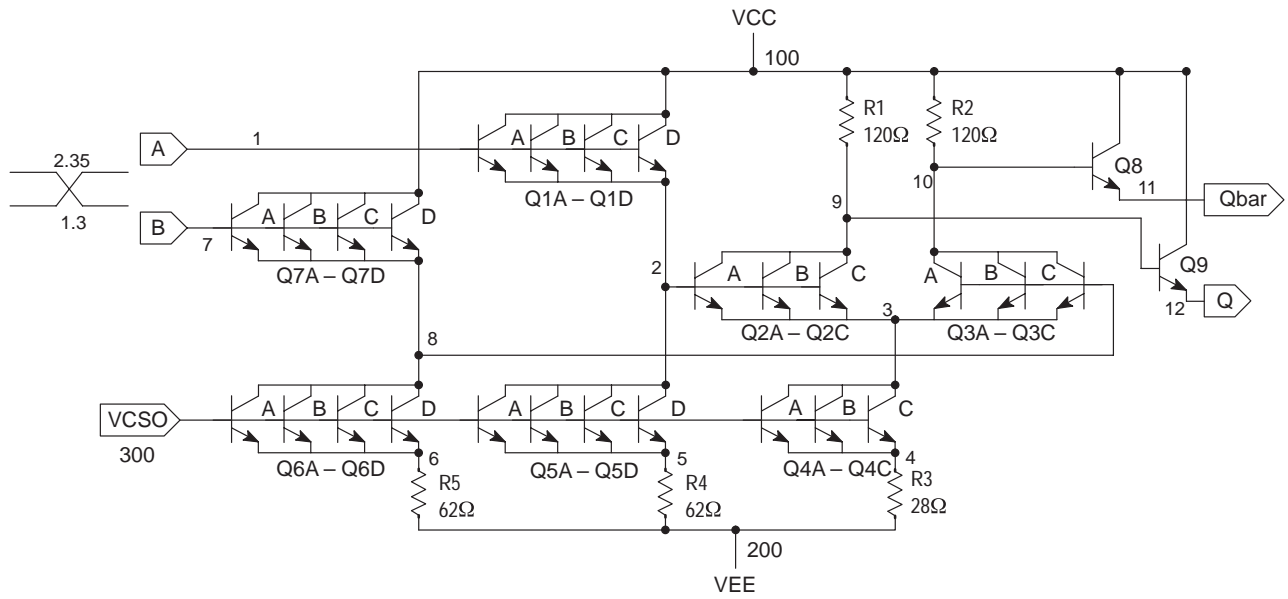 VCC
100
R1
120Ω
R2
120Ω
A
1
A B C D
Q1A – Q1D
2.35
1.3
B
7
A B C D
Q7A – Q7D
10
Q8
11
Qbar
9
Q9
12
Q
2
A B C
Q2A – Q2C
3
A B C
Q3A – Q3C
8
VCSO
300
A B C D
Q6A – Q6D
6
A B C D
Q5A – Q5D
5
A B C
Q4A – Q4C
4
R5
62Ω
R4
62Ω
R3
28Ω
200
VEE